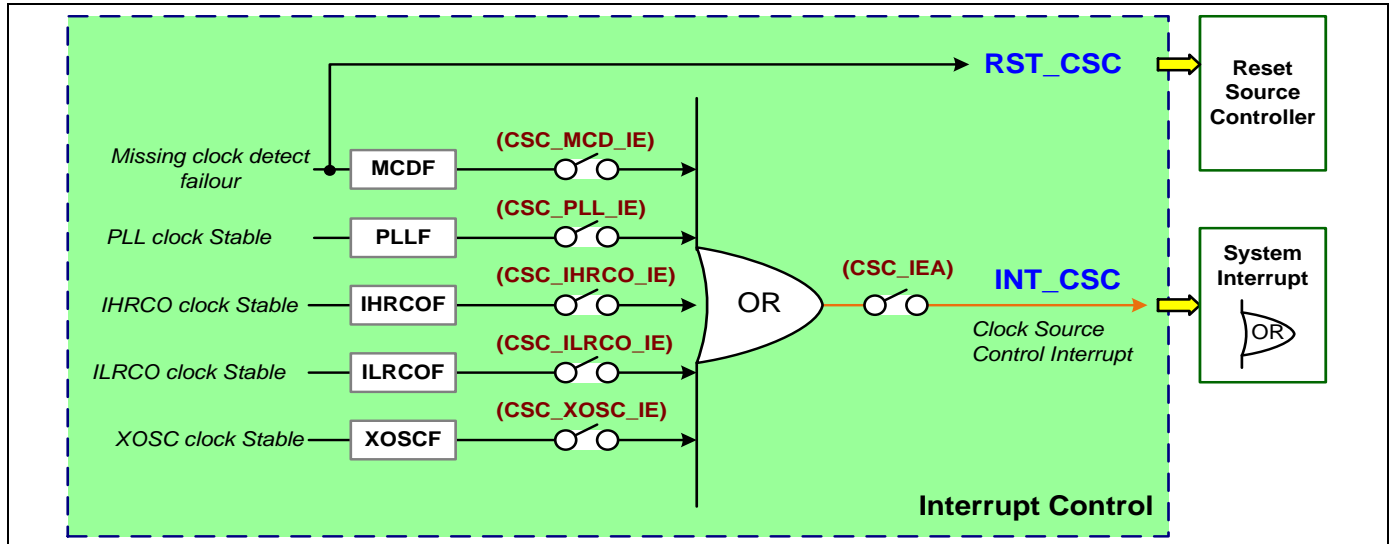 RST_CSC
Reset
Source
Controller
Missing clock detect
failour
MCDF
(CSC_MCD_IE)
PLL clock Stable
PLLF
(CSC_PLL_IE)
IHRCO clock Stable
IHRCOF
(CSC_IHRCO_IE)
ILRCO clock Stable
ILRCOF
(CSC_ILRCO_IE)
XOSC clock Stable
XOSCF
(CSC_XOSC_IE)
OR
(CSC_IEA)
INT_CSC
Clock Source
Control Interrupt
System
Interrupt
OR
Interrupt Control